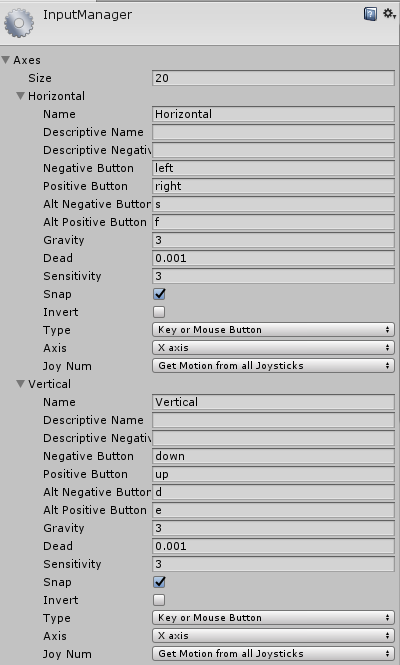 InputManager
Axes
Size 20
Horizontal
Name Horizontal
Descriptive Name
Descriptive Negativ
Negative Button left
Positive Button right
Alt Negative Button s
Alt Positive Button f
Gravity 3
Dead 0.001
Sensitivity 3
Snap
Invert
Type Key or Mouse Button
Axis X axis
Joy Num Get Motion from all Joysticks
Vertical
Name Vertical
Descriptive Name
Descriptive Negativ
Negative Button down
Positive Button up
Alt Negative Button d
Alt Positive Button e
Gravity 3
Dead 0.001
Sensitivity 3
Snap
Invert
Type Key or Mouse Button
Axis X axis
Joy Num Get Motion from all Joysticks